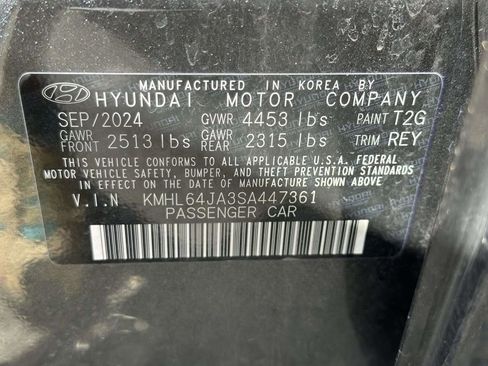 MANUFACTURED IN KOREA BY
HYUNDAI MOTOR COMPANY
SEP/2024 GVWR 4453 lbs PAINT T2G
GAWR FRONT 2513 lbs GAWR REAR 2315 lbs TRIM REY
THIS VEHICLE CONFORMS TO ALL APPLICABLE U.S.A. FEDERAL
MOTOR VEHICLE SAFETY, BUMPER, AND THEFT PREVENTION STANDARDS
IN EFFECT ON THE DATE OF MANUFACTURE SHOWN ABOVE
V.I.N KMHL64JA3SA447361
PASSENGER CAR